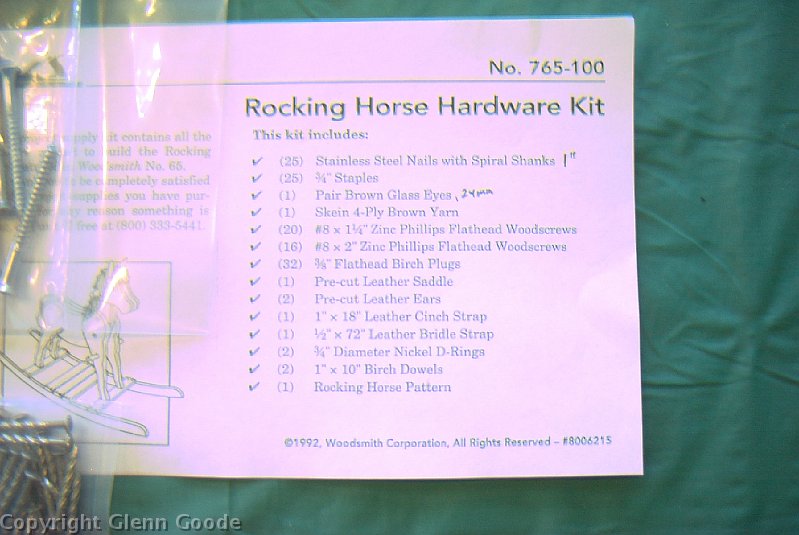 No. 765-100
Rocking Horse Hardware Kit
This kit includes:
✔ (25) Stainless Steel Nails with Spiral Shanks 1"
✔ (25) ¾" Staples
✔ (1) Pair Brown Glass Eyes, 24mm
✔ (1) Skein 4-Ply Brown Yarn
✔ (20) #8 x 1¼" Zinc Phillips Flathead Woodscrews
✔ (16) #8 x 2" Zinc Phillips Flathead Woodscrews
✔ (32) ⅜" Flathead Birch Plugs
✔ (1) Pre-cut Leather Saddle
✔ (2) Pre-cut Leather Ears
✔ (1) 1" x 18" Leather Cinch Strap
✔ (1) ½" x 72" Leather Bridle Strap
✔ (2) ¾" Diameter Nickel D-Rings
✔ (2) 1" x 10" Birch Dowels
✔ (1) Rocking Horse Pattern
©1992, Woodsmith Corporation, All Rights Reserved – #8006215
kit contains all the
to build the Rocking
Woodsmith No. 65.
to be completely satisfied
supplies you have pur-
any reason something is
free at (800) 333-5441.
Copyright Glenn Goode